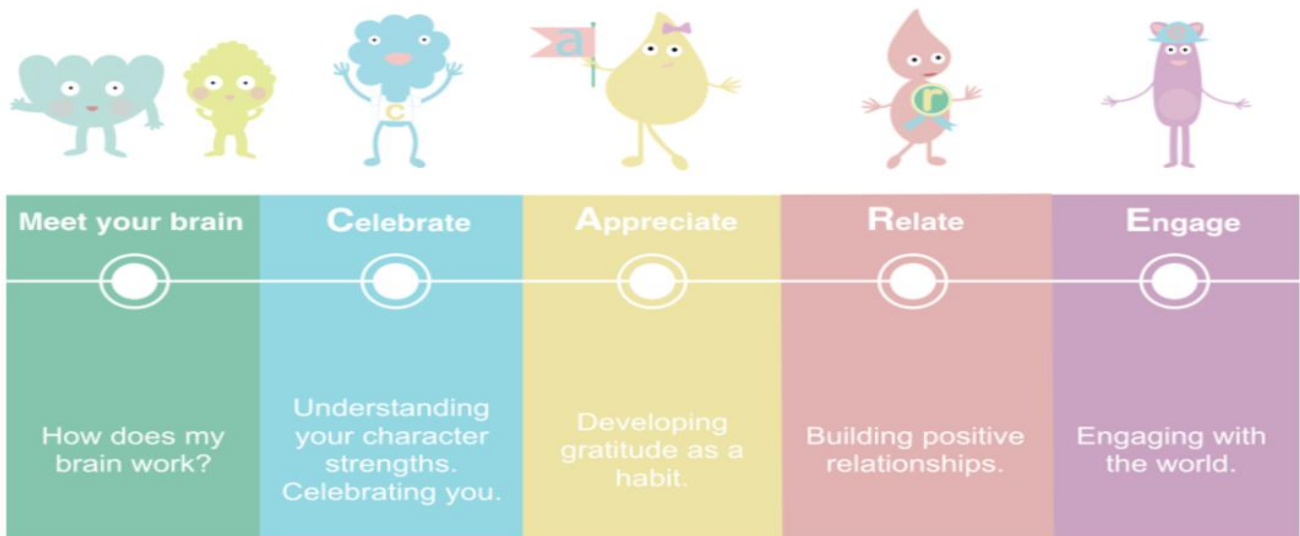 a
c
r
e
Meet your brain
Celebrate
Appreciate
Relate
Engage
How does my
brain work?
Understanding
your character
strengths.
Celebrating you.
Developing
gratitude as a
habit.
Building positive
relationships.
Engaging with
the world.